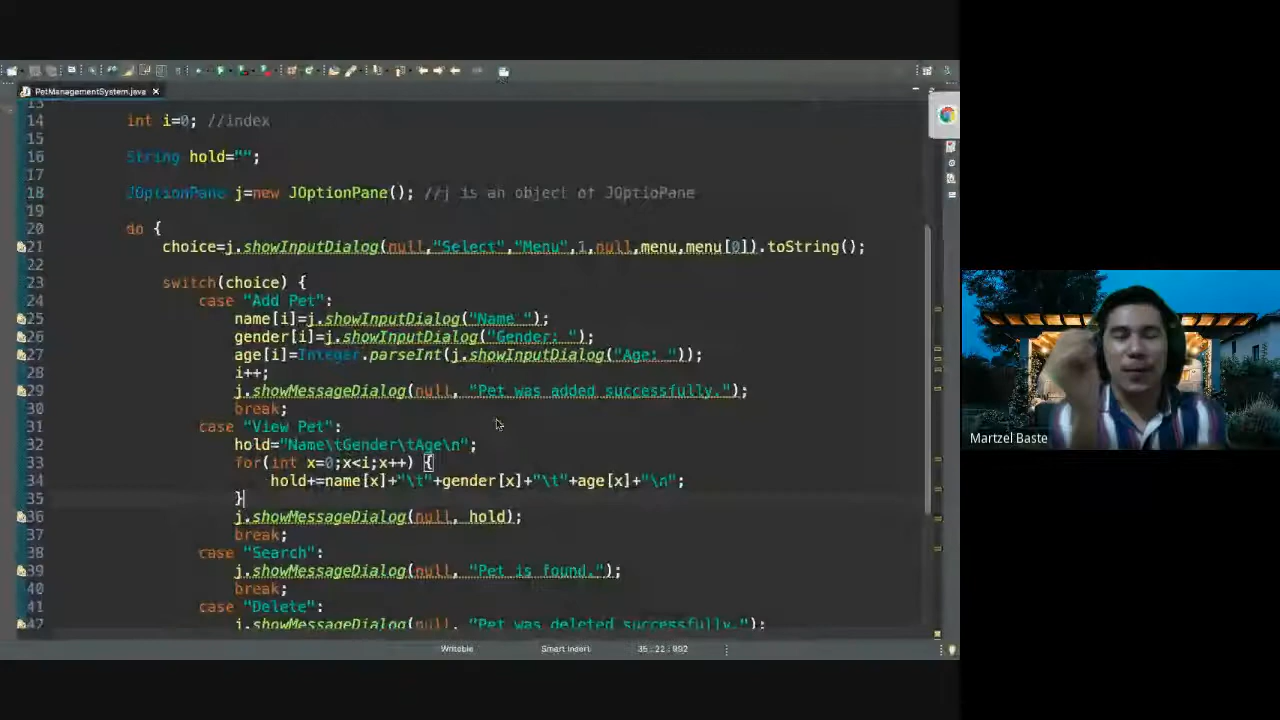 PetManagementSystem.java
13
14 int i=0; //index
15
16 String hold="";
17
18 JOptionPane j=new JOptionPane(); //j is an object of JOptioPane
19
20 do {
21 choice=j.showInputDialog(null,"Select","Menu",1,null,menu,menu[0]).toString();
22
23 switch(choice) {
24 case "Add Pet":
25 name[i]=j.showInputDialog("Name ");
26 gender[i]=j.showInputDialog("Gender: ");
27 age[i]=Integer.parseInt(j.showInputDialog("Age: "));
28 i++;
29 j.showMessageDialog(null, "Pet was added successfully.");
30 break;
31 case "View Pet":
32 hold="Name\tGender\tAge\n";
33 for(int x=0;x<i;x++) {
34 hold+=name[x]+"\t"+gender[x]+"\t"+age[x]+"\n";
35 }
36 j.showMessageDialog(null, hold);
37 break;
38 case "Search":
39 j.showMessageDialog(null, "Pet is found.");
40 break;
41 case "Delete":
42 j.showMessageDialog(null, "Pet was deleted successfully.");
Writable Smart Insert 35:22:992
Martzel Baste